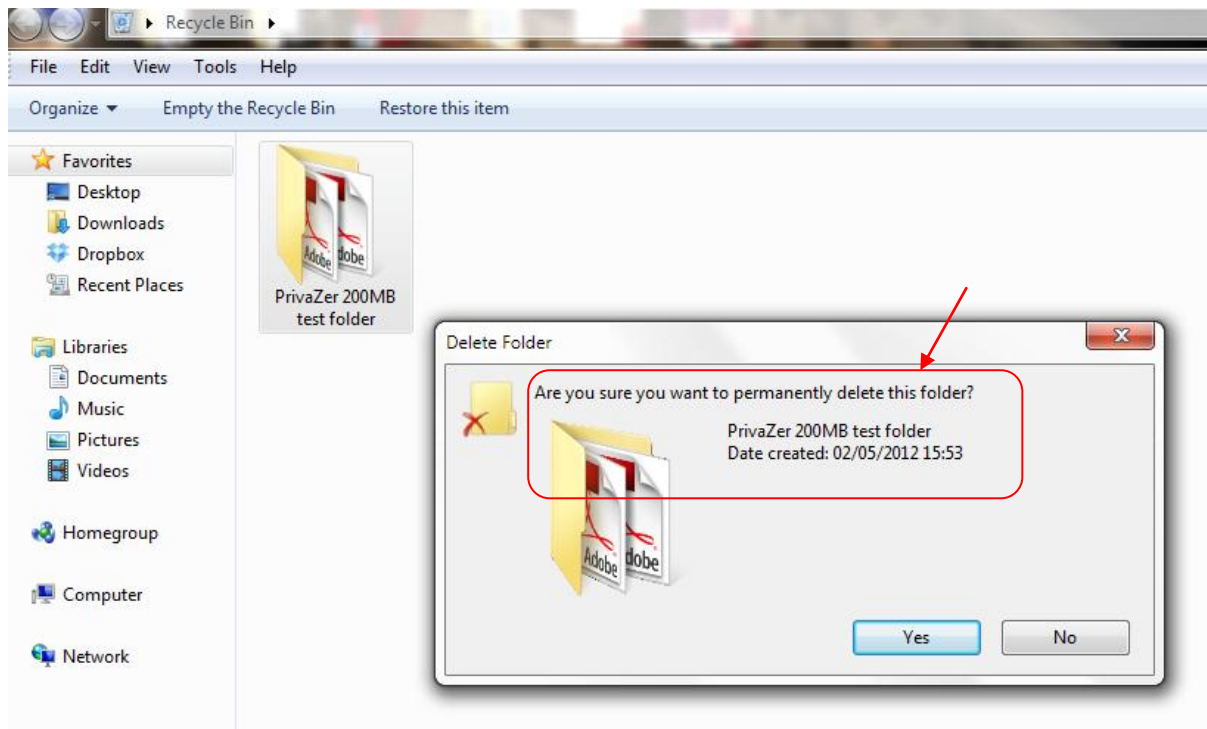 Recycle Bin
File Edit View Tools Help
Organize Empty the Recycle Bin Restore this item
Favorites
Desktop
Downloads
Dropbox
Recent Places
Libraries
Documents
Music
Pictures
Videos
Homegroup
Computer
Network
Adobe dobe
PrivaZer 200MB
test folder
Delete Folder
X
Are you sure you want to permanently delete this folder?
PrivaZer 200MB test folder
Date created: 02/05/2012 15:53
Adobe dobe
Yes No